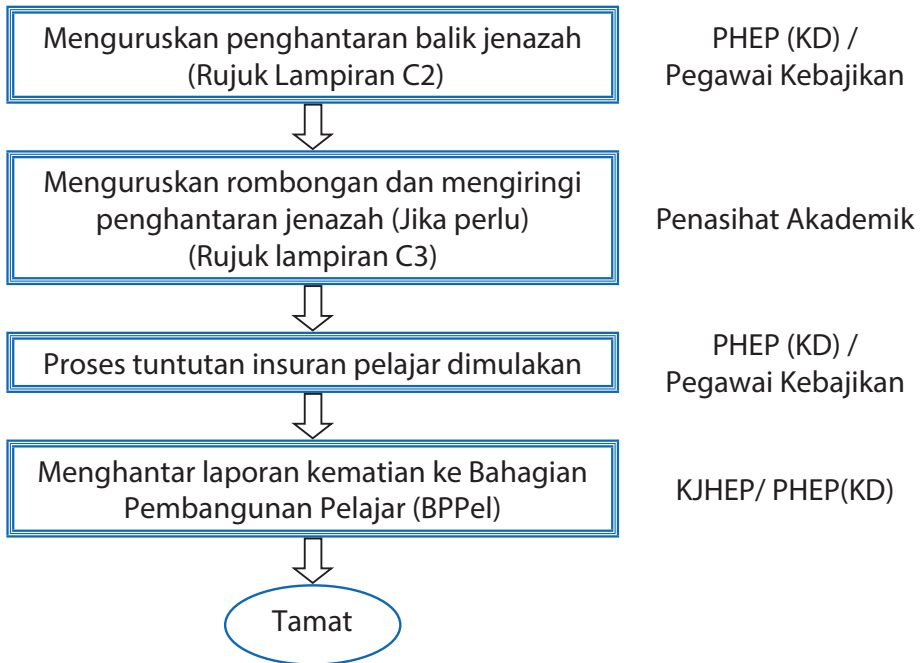 Menguruskan penghantaran balik jenazah
(Rujuk Lampiran C2)
PHEP (KD) /
Pegawai Kebajikan
Menguruskan rombongan dan mengiringi
penghantaran jenazah (Jika perlu)
(Rujuk lampiran C3)
Penasihat Akademik
Proses tuntutan insuran pelajar dimulakan
PHEP (KD) /
Pegawai Kebajikan
Menghantar laporan kematian ke Bahagian
Pembangunan Pelajar (BPPel)
KJHEP/ PHEP(KD)
Tamat